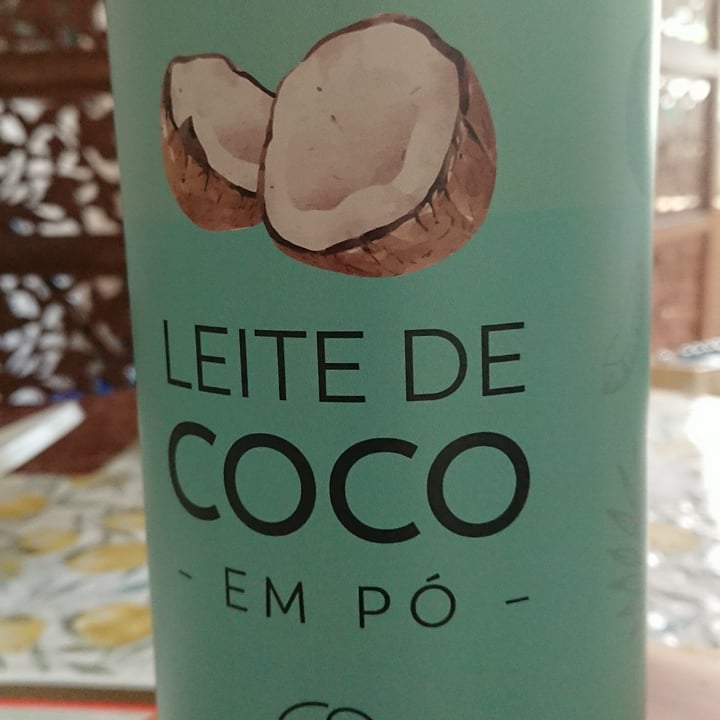 LEITE DE
COCO
- EM PÓ -